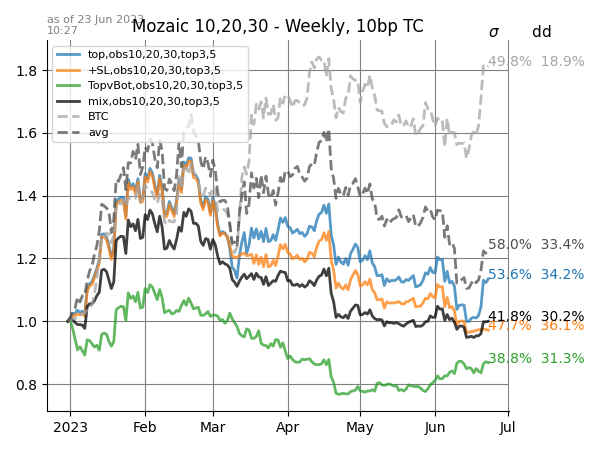 as of 23 Jun 2023
10:27
Mozaic 10,20,30 - Weekly, 10bp TC
σ dd
top,obs10,20,30,top3,5
+SL,obs10,20,30,top3,5
TopvBot,obs10,20,30,top3,5
mix,obs10,20,30,top3,5
BTC
avg
1.8
1.6
1.4
1.2
1.0
0.8
49.8% 18.9%
58.0% 33.4%
53.6% 34.2%
41.8% 30.2%
47.7% 36.1%
38.8% 31.3%
2023 Feb Mar Apr May Jun Jul